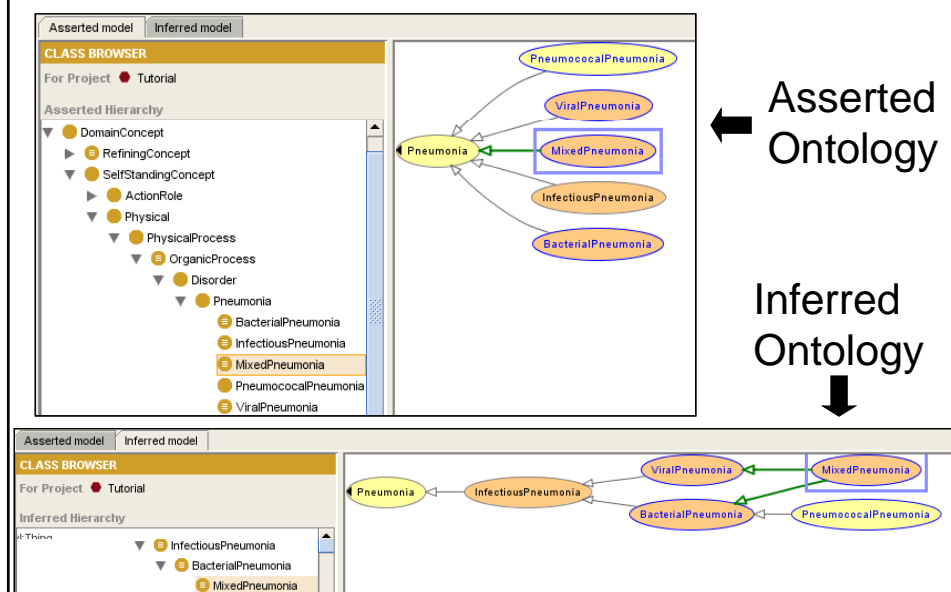 Asserted model Inferred model
CLASS BROWSER
For Project Tutorial
Asserted Hierarchy
DomainConcept
RefiningConcept
SelfStandingConcept
ActionRole
Physical
PhysicalProcess
OrganicProcess
Disorder
Pneumonia
BacterialPneumonia
InfectiousPneumonia
MixedPneumonia
PneumococalPneumonia
ViralPneumonia
PneumococalPneumonia
ViralPneumonia
Pneumonia
MixedPneumonia
InfectiousPneumonia
BacterialPneumonia
Asserted
Ontology
Inferred
Ontology
Asserted model Inferred model
CLASS BROWSER
For Project Tutorial
Inferred Hierarchy
InfectiousPneumonia
BacterialPneumonia
MixedPneumonia
ViralPneumonia MixedPneumonia
Pneumonia InfectiousPneumonia
BacterialPneumonia PneumococalPneumonia